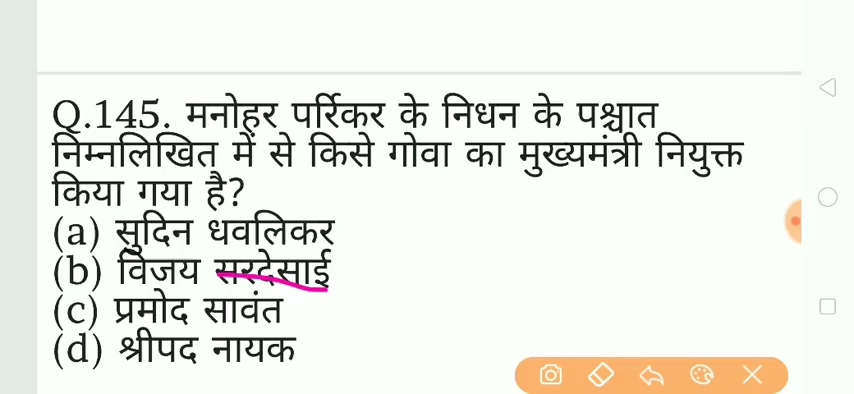 Q.145. मनोहर पर्रिकर के निधन के पश्चात
निम्नलिखित में से किसे गोवा का मुख्यमंत्री नियुक्त
किया गया है?
(a) सुदिन धवलिकर
(b) विजय सरदेसाई
(c) प्रमोद सावंत
(d) श्रीपद नायक